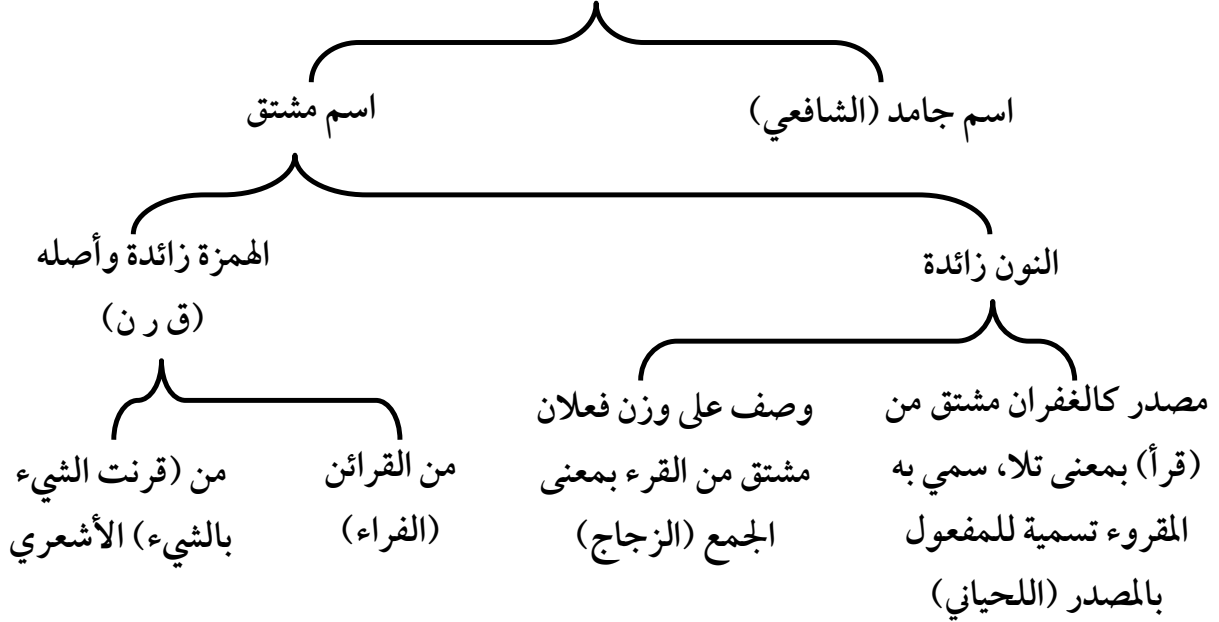 اسم جامد (الشافعي)
اسم مشتق
النون زائدة
الهمزة زائدة وأصله
(ق ر ن)
مصدر كالغفران مشتق من
(قرأ) بمعنى تلا، سمي به
المقروء تسمية للمفعول
بالمصدر (اللحياني)
وصف على وزن فعلان
مشتق من القرء بمعنى
الجمع (الزجاج)
من القرائن
(الفراء)
من (قرنت الشيء
بالشيء) الأشعري